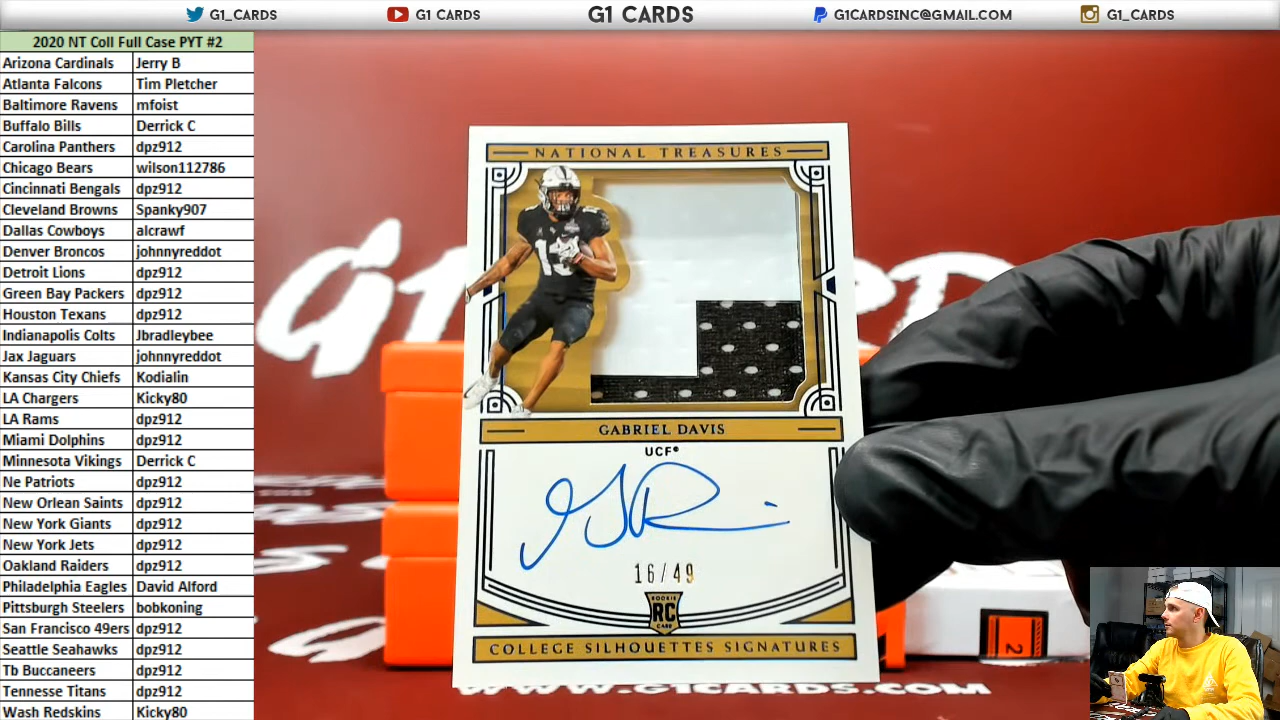 G1_CARDS G1 CARDS G1 CARDS G1CARDSINC@GMAIL.COM G1_CARDS
2020 NT Coll Full Case PYT #2
Arizona Cardinals Jerry B
Atlanta Falcons Tim Pletcher
Baltimore Ravens mfoist
Buffalo Bills Derrick C
Carolina Panthers dpz912
Chicago Bears wilson112786
Cincinnati Bengals dpz912
Cleveland Browns Spanky907
Dallas Cowboys alcrawf
Denver Broncos johnnyreddot
Detroit Lions dpz912
Green Bay Packers dpz912
Houston Texans dpz912
Indianapolis Colts Jbradleybee
Jax Jaguars johnnyreddot
Kansas City Chiefs Kodialin
LA Chargers Kicky80
LA Rams dpz912
Miami Dolphins dpz912
Minnesota Vikings Derrick C
Ne Patriots dpz912
New Orlean Saints dpz912
New York Giants dpz912
New York Jets dpz912
Oakland Raiders dpz912
Philadelphia Eagles David Alford
Pittsburgh Steelers bobkoning
San Francisco 49ers dpz912
Seattle Seahawks dpz912
Tb Buccaneers dpz912
Tennesse Titans dpz912
Wash Redskins Kicky80
NATIONAL TREASURES
13
GABRIEL DAVIS
UCF
16/49
ROOKIE
RC
CARD
COLLEGE SILHOUETTES SIGNATURES
G1
2
WWW.G1CARDS.COM